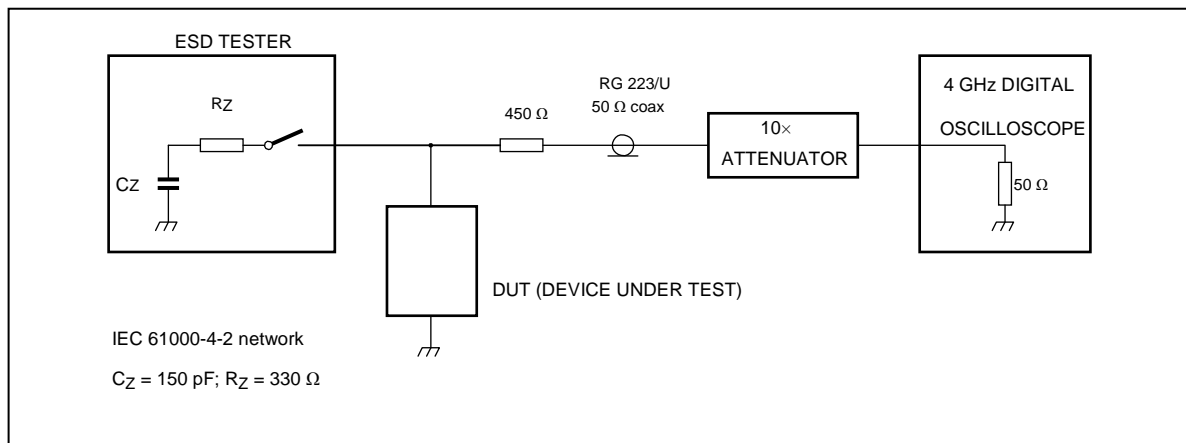 ESD TESTER
RZ
CZ
450 Ω
RG 223/U
50 Ω coax
10×
ATTENUATOR
4 GHz DIGITAL
OSCILLOSCOPE
50 Ω
DUT (DEVICE UNDER TEST)
IEC 61000-4-2 network
CZ = 150 pF; RZ = 330 Ω